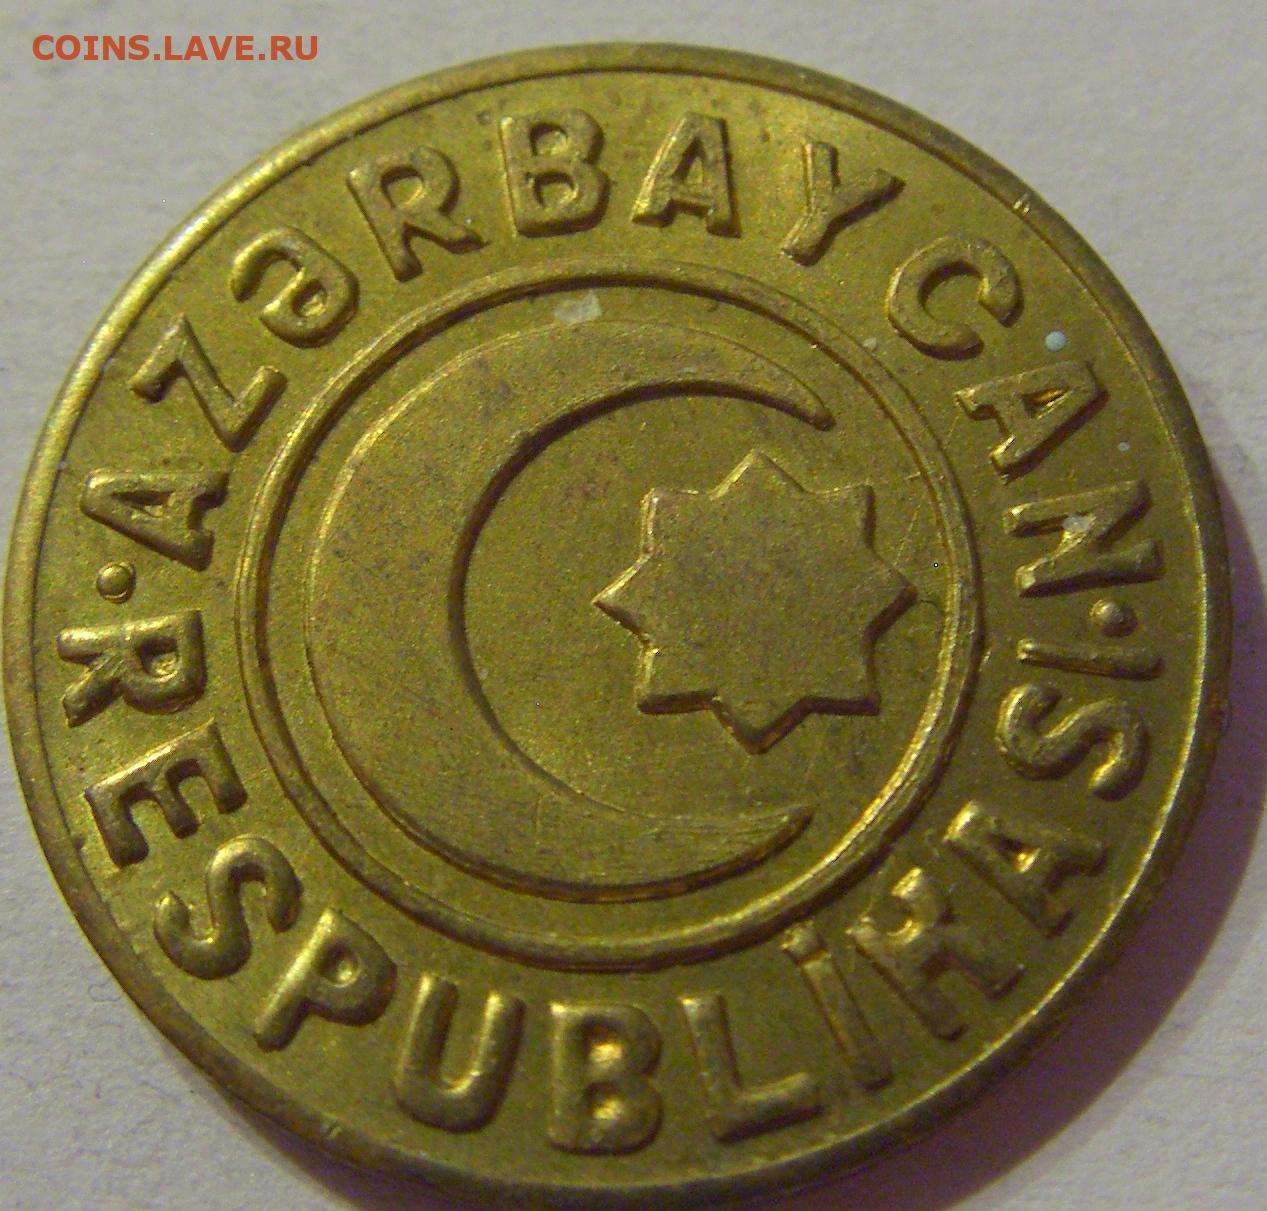 COINS.LAVE.RU
AZƏRBAYCAN
· RESPUBLİKASI ·